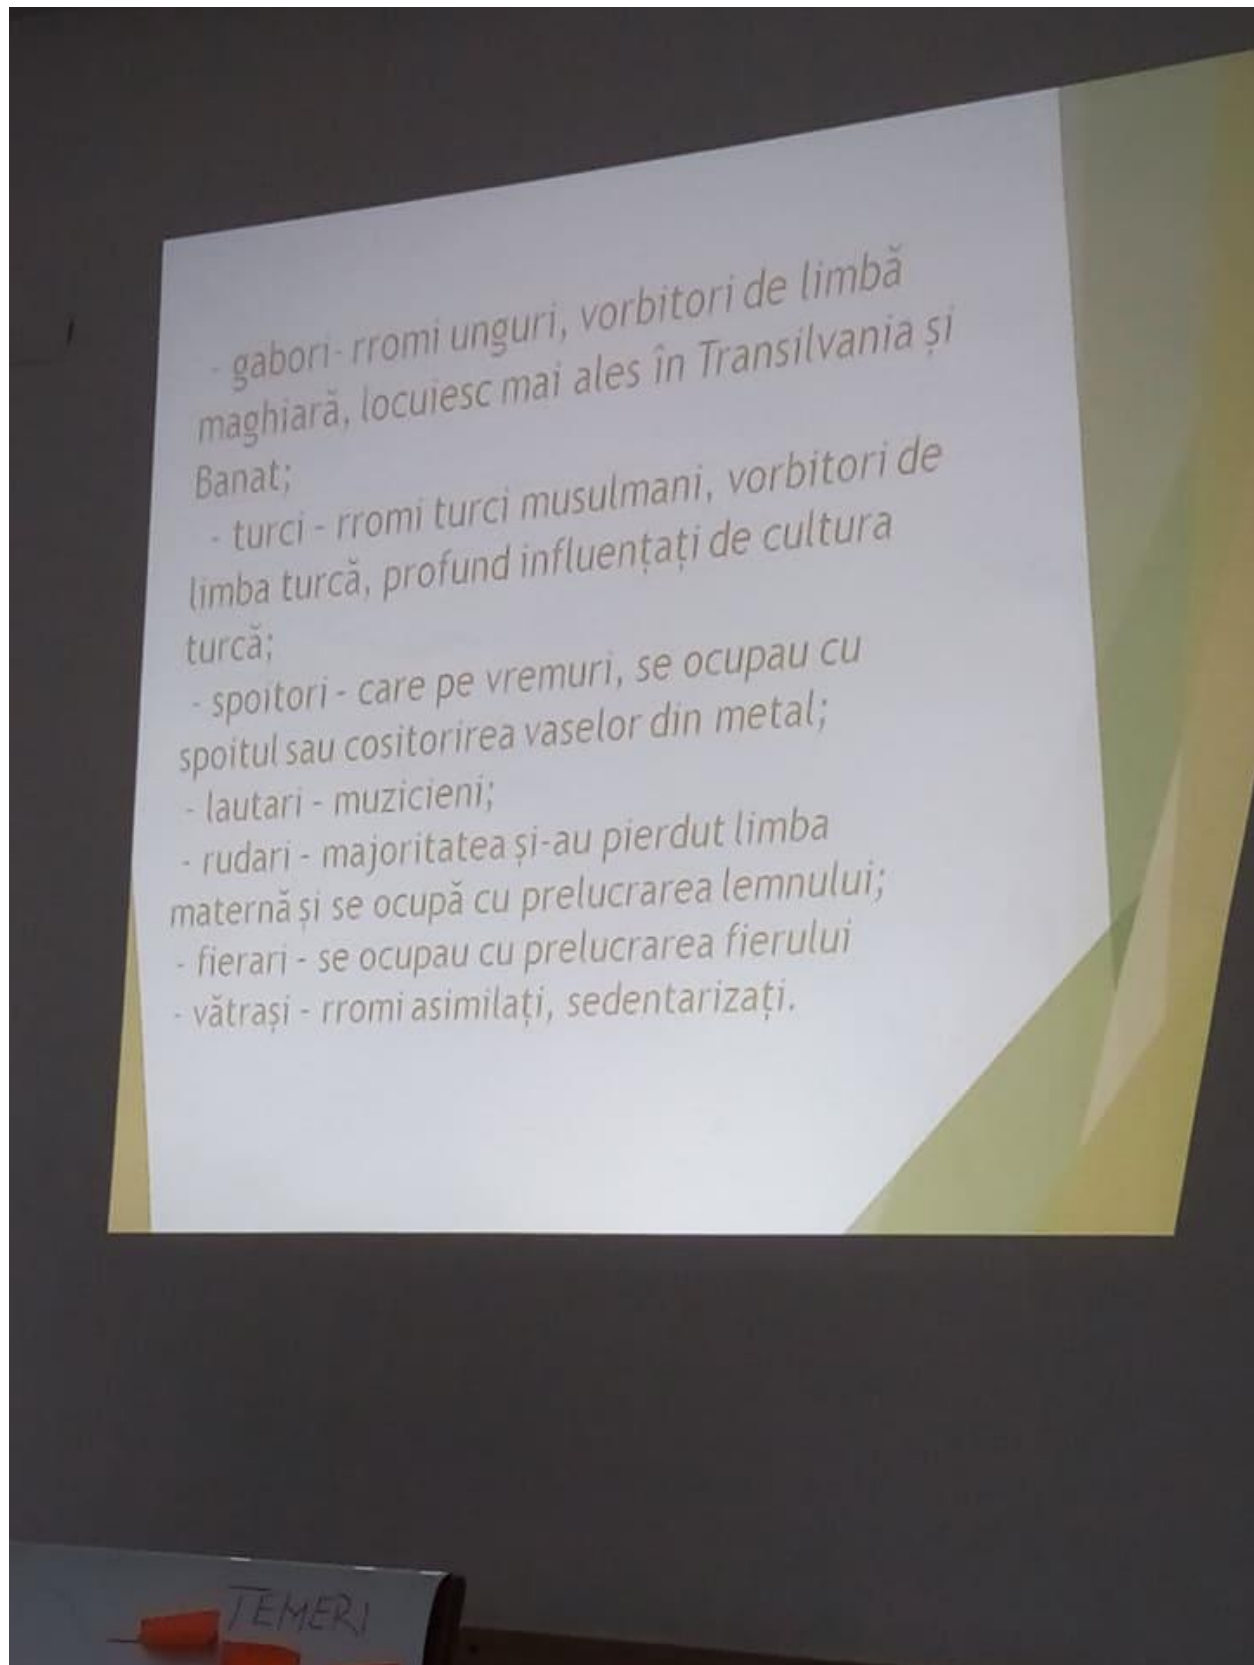 - gabori- rromi unguri, vorbitori de limbă
maghiară, locuiesc mai ales în Transilvania și
Banat;
- turci - rromi turci musulmani, vorbitori de
limba turcă, profund influențați de cultura
turcă;
- spoitori - care pe vremuri, se ocupau cu
spoitul sau cositorirea vaselor din metal;
- lautari - muzicieni;
- rudari - majoritatea și-au pierdut limba
maternă și se ocupă cu prelucrarea lemnului;
- fierari - se ocupau cu prelucrarea fierului
- vătrași - rromi asimilați, sedentarizați.
TEMERI